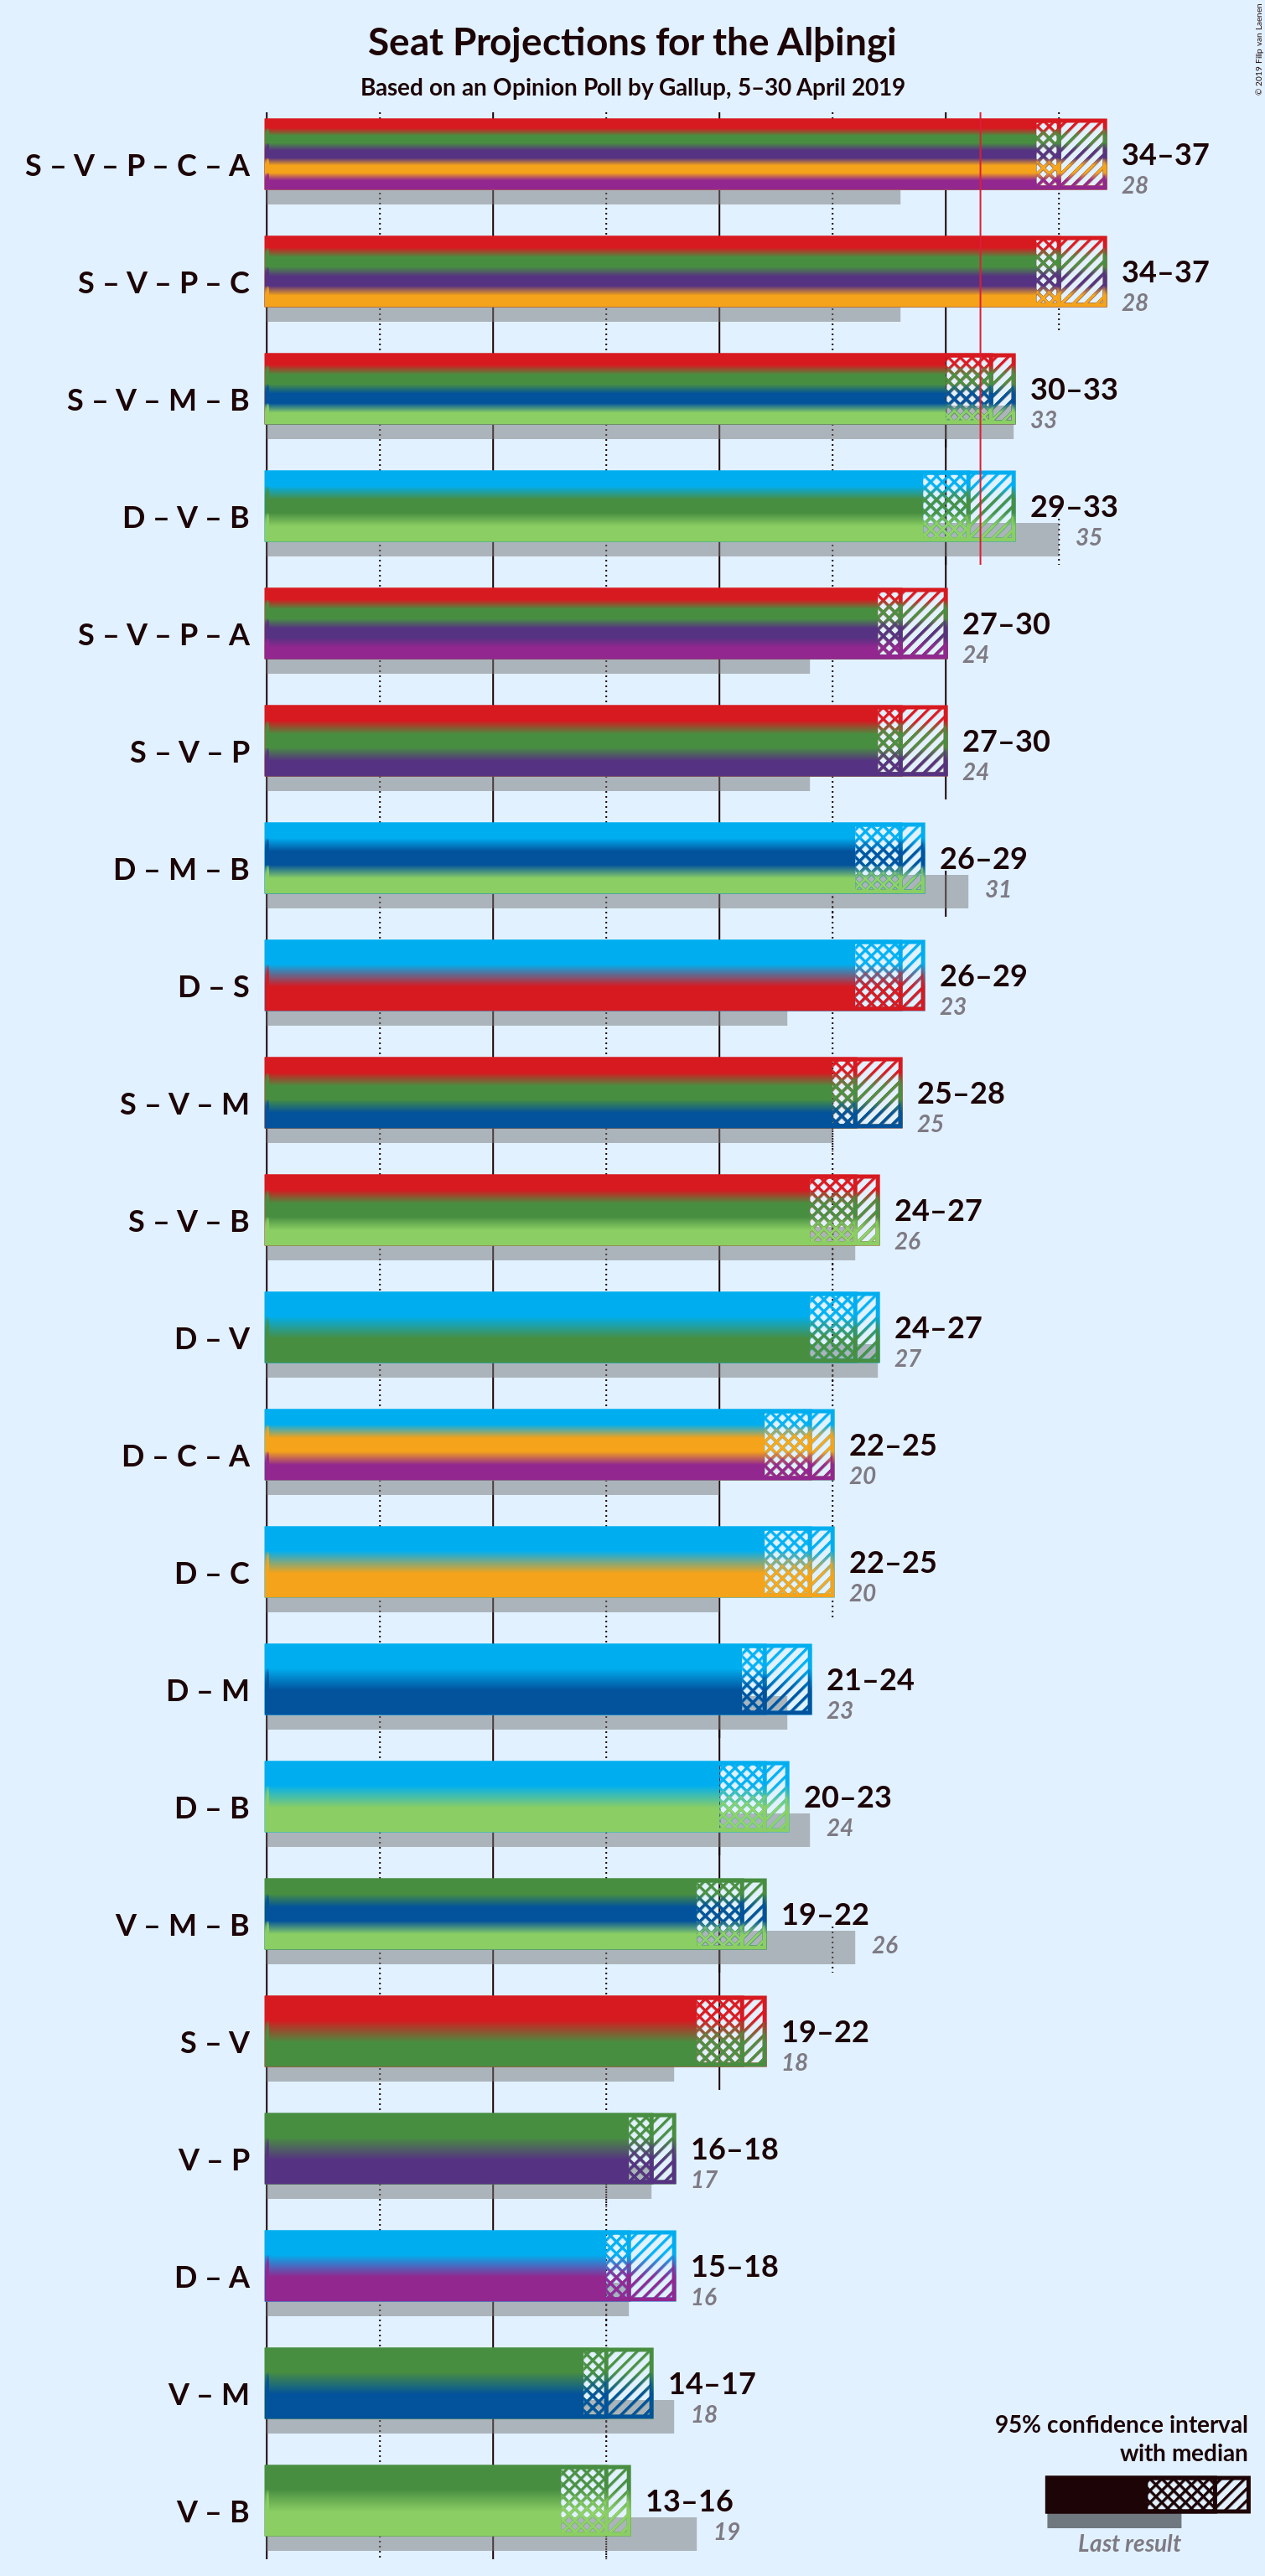 Seat Projections for the Alþingi
Based on an Opinion Poll by Gallup, 5–30 April 2019
© 2019 Filip van Laenen
S – V – P – C – A
34–37
28
S – V – P – C
34–37
28
S – V – M – B
30–33
33
D – V – B
29–33
35
S – V – P – A
27–30
24
S – V – P
27–30
24
D – M – B
26–29
31
D – S
26–29
23
S – V – M
25–28
25
S – V – B
24–27
26
D – V
24–27
27
D – C – A
22–25
20
D – C
22–25
20
D – M
21–24
23
D – B
20–23
24
V – M – B
19–22
26
S – V
19–22
18
V – P
16–18
17
D – A
15–18
16
V – M
14–17
18
V – B
13–16
19
95% confidence interval
with median
Last result